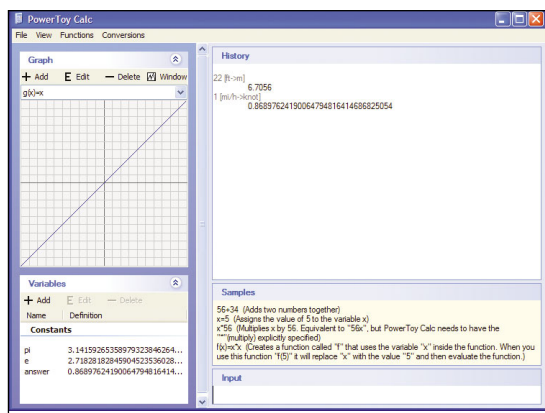 PowerToy Calc
File View Functions Conversions
Graph
+ Add E Edit — Delete Window
g(x)=x
Variables
+ Add E Edit — Delete
Name Definition
Constants
pi 3.14159265358979323846264...
e 2.71828182845904523536028...
answer 0.86897624190064794816414...
History
22 [ft->m]
6.7056
1 [mi/h->knot]
0.86897624190064794816414686825054
Samples
56+34 (Adds two numbers together)
x=5 (Assigns the value of 5 to the variable x)
x*56 (Multiplies x by 56. Equivalent to "56x", but PowerToy Calc needs to have the
"*"(multiply) explicitly specified)
f(x)=x*x (Creates a function called "f" that uses the variable "x" inside the function. When you
use this function "f(5)" it will replace "x" with the value "5" and then evaluate the function.)
Input